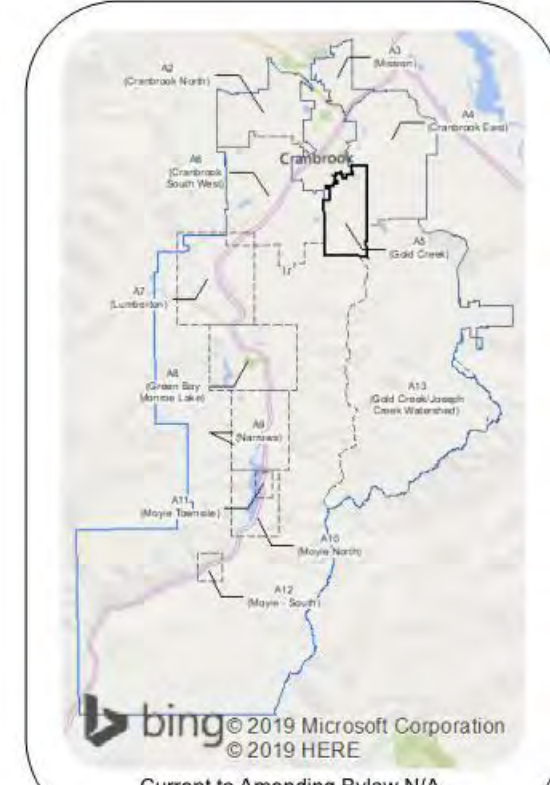 A2
(Cranbrook North)
A3
(Mission)
A4
(Cranbrook East)
Cranbrook
A6
(Cranbrook
South West)
A5
(Gold Creek)
A7
(Lumberton)
A8
(Green Bay
Monroe Lake)
A13
(Gold Creek/Joseph
Creek Watershed)
A9
(Narrows)
A11
(Moyie Townsite)
A10
(Moyie North)
A12
(Moyie - South)
bing
© 2019 Microsoft Corporation
© 2019 HERE
Current to Amending Bylaw N/A